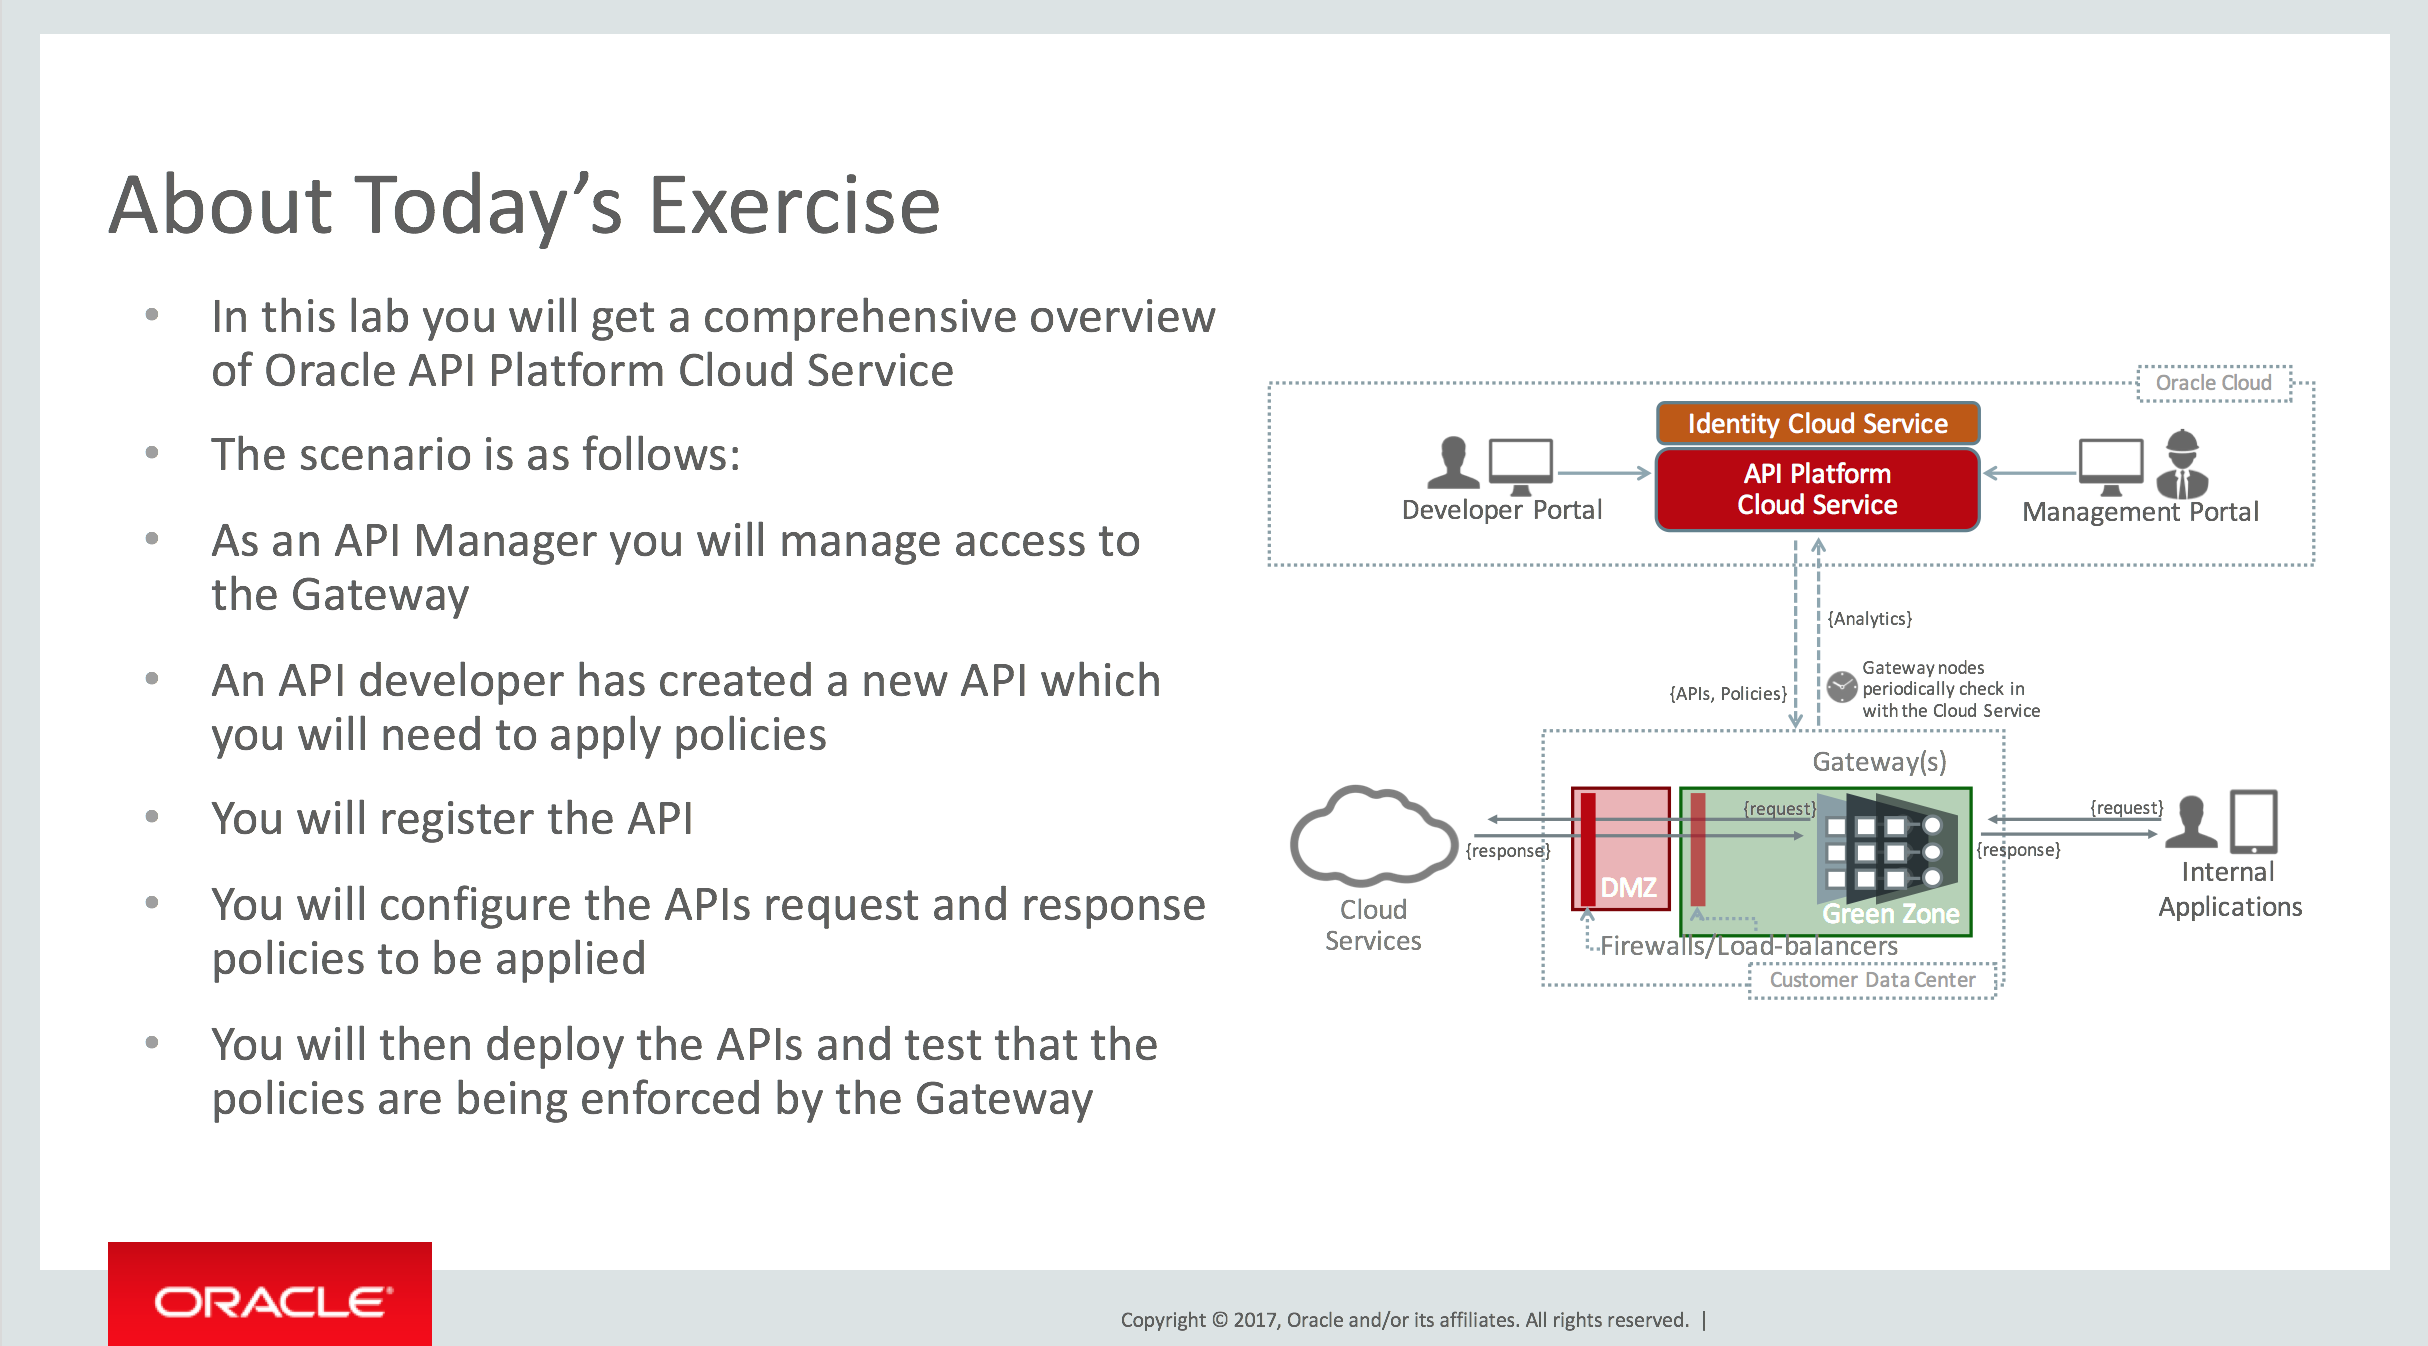 About Today’s Exercise
• In this lab you will get a comprehensive overview
of Oracle API Platform Cloud Service
• The scenario is as follows:
• As an API Manager you will manage access to
the Gateway
• An API developer has created a new API which
you will need to apply policies
• You will register the API
• You will configure the APIs request and response
policies to be applied
• You will then deploy the APIs and test that the
policies are being enforced by the Gateway
Oracle Cloud
Identity Cloud Service
API Platform
Cloud Service
Developer Portal
Management Portal
{Analytics}
{APIs, Policies}
Gateway nodes
periodically check in
with the Cloud Service
Gateway(s)
{request}
{response}
DMZ
Green Zone
{request}
{response}
Cloud
Services
Internal
Applications
Firewalls/Load-balancers
Customer Data Center
ORACLE®
Copyright © 2017, Oracle and/or its affiliates. All rights reserved. |